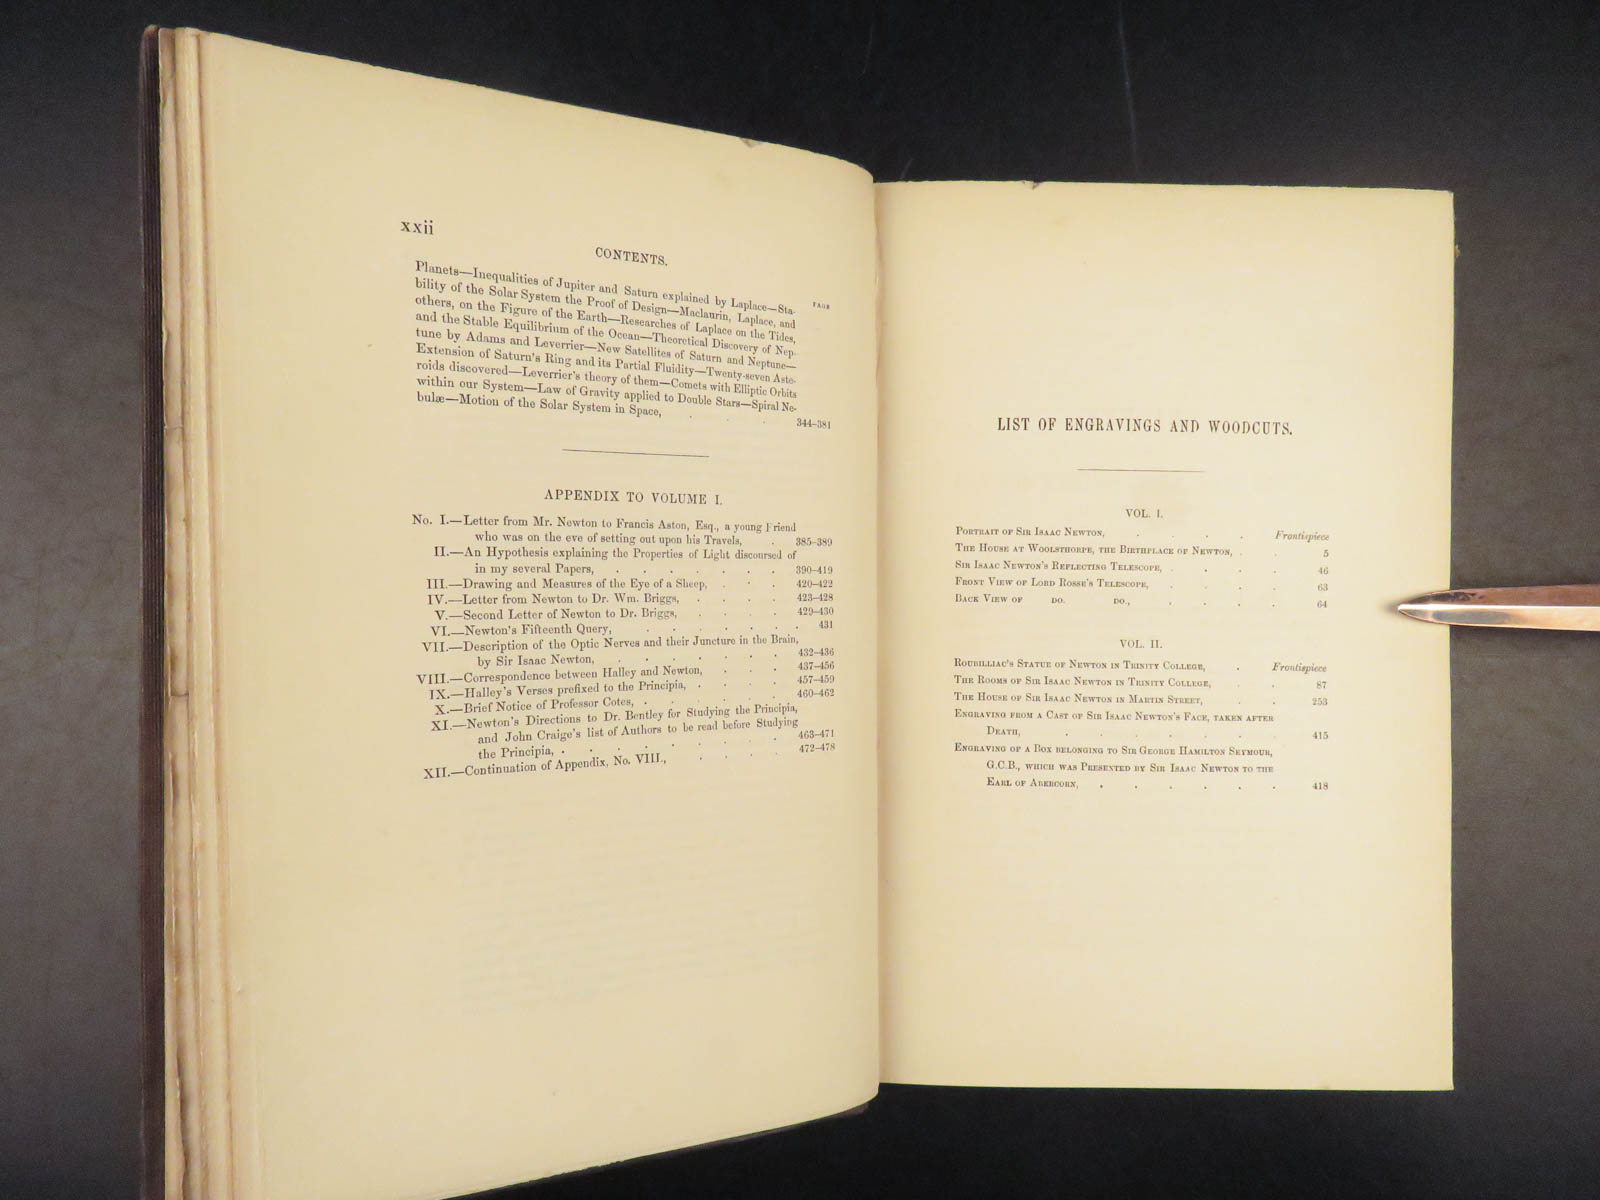 xxii
CONTENTS.
PAGE
Planets—Inequalities of Jupiter and Saturn explained by Laplace—Sta-
bility of the Solar System the Proof of Design—Maclaurin, Laplace, and
others, on the Figure of the Earth—Researches of Laplace on the Tides,
and the Stable Equilibrium of the Ocean—Theoretical Discovery of Nep-
tune by Adams and Leverrier—New Satellites of Saturn and Neptune—
Extension of Saturn's Ring and its Partial Fluidity—Twenty-seven Aste-
roids discovered—Leverrier's theory of them—Comets with Elliptic Orbits
within our System—Law of Gravity applied to Double Stars—Spiral Ne-
bulæ—Motion of the Solar System in Space, . . . 344–381
APPENDIX TO VOLUME I.
No. I.—Letter from Mr. Newton to Francis Aston, Esq., a young Friend
who was on the eve of setting out upon his Travels, . 385–389
II.—An Hypothesis explaining the Properties of Light discoursed of
in my several Papers, . . . . . . . 390–419
III.—Drawing and Measures of the Eye of a Sheep, . . . 420–422
IV.—Letter from Newton to Dr. Wm. Briggs, . . . . 423–428
V.—Second Letter of Newton to Dr. Briggs, . . . . 429–430
VI.—Newton's Fifteenth Query, . . . . . . . 431
VII.—Description of the Optic Nerves and their Juncture in the Brain,
by Sir Isaac Newton, . . . . . . . 432–436
VIII.—Correspondence between Halley and Newton, . . . 437–456
IX.—Halley's Verses prefixed to the Principia, . . . . 457–459
X.—Brief Notice of Professor Cotes, . . . . . . 460–462
XI.—Newton's Directions to Dr. Bentley for Studying the Principia,
and John Craige's list of Authors to be read before Studying
the Principia, . . . . . . . . 463–471
XII.—Continuation of Appendix, No. VIII., . . . . 472–478
LIST OF ENGRAVINGS AND WOODCUTS.
VOL. I.
Portrait of Sir Isaac Newton, . . . . Frontispiece
The House at Woolsthorpe, the Birthplace of Newton, . . 5
Sir Isaac Newton's Reflecting Telescope, . . . . 46
Front View of Lord Rosse's Telescope, . . . . 63
Back View of do. do., . . . . 64
VOL. II.
Roubilliac's Statue of Newton in Trinity College, . Frontispiece
The Rooms of Sir Isaac Newton in Trinity College, . . 87
The House of Sir Isaac Newton in Martin Street, . . 253
Engraving from a Cast of Sir Isaac Newton's Face, taken after
Death, . . . . . . . 415
Engraving of a Box belonging to Sir George Hamilton Seymour,
G.C.B., which was Presented by Sir Isaac Newton to the
Earl of Abercorn, . . . . . . 418